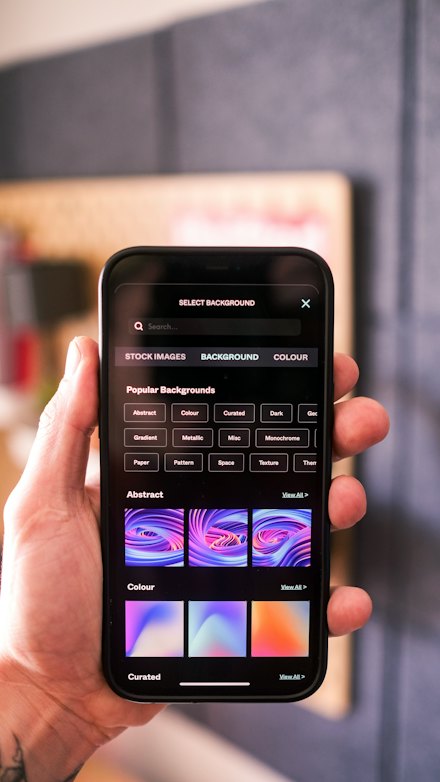 SELECT BACKGROUND
Search...
STOCK IMAGES BACKGROUND COLOUR
Popular Backgrounds
Abstract Colour Curated Dark
Gradient Metallic Misc Monochrome
Paper Pattern Space Texture
Abstract View All >
Colour View All >
Curated View All >